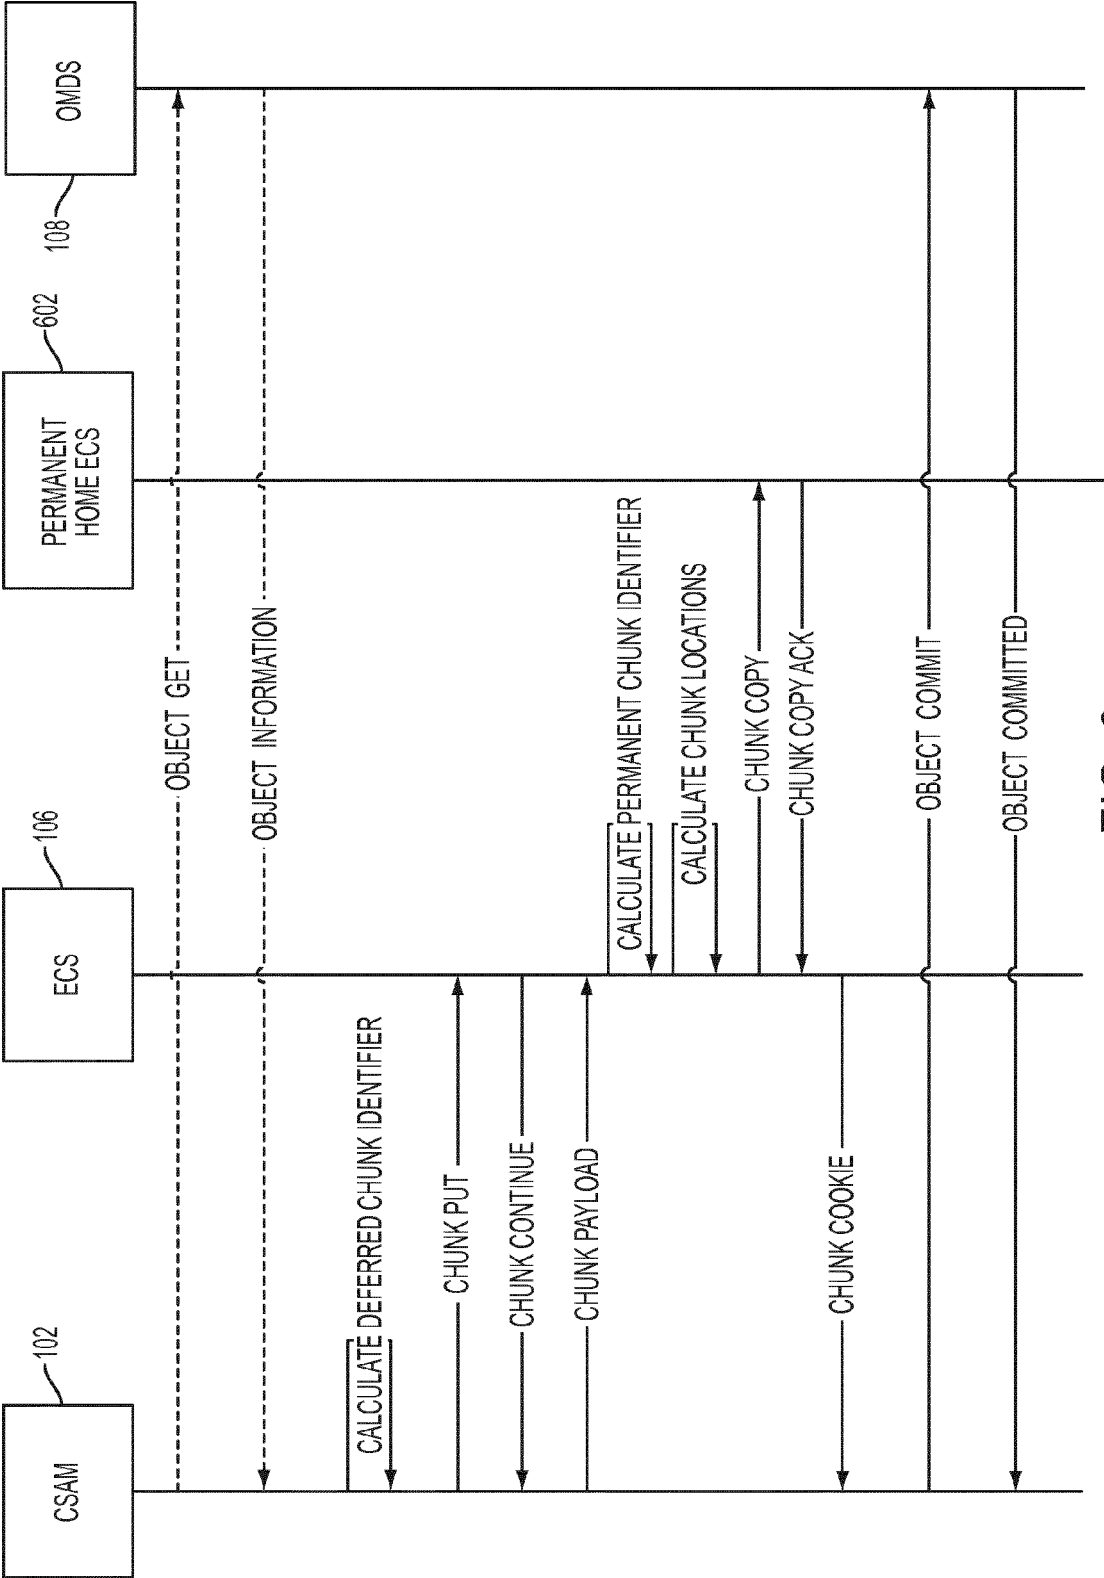 CSAM
102
ECS
106
PERMANENT
HOME ECS
602
OMDS
108
OBJECT GET
OBJECT INFORMATION
CALCULATE DEFERRED CHUNK IDENTIFIER
CHUNK PUT
CHUNK CONTINUE
CHUNK PAYLOAD
CALCULATE PERMANENT CHUNK IDENTIFIER
CALCULATE CHUNK LOCATIONS
CHUNK COPY
CHUNK COPY ACK
CHUNK COOKIE
OBJECT COMMIT
OBJECT COMMITTED